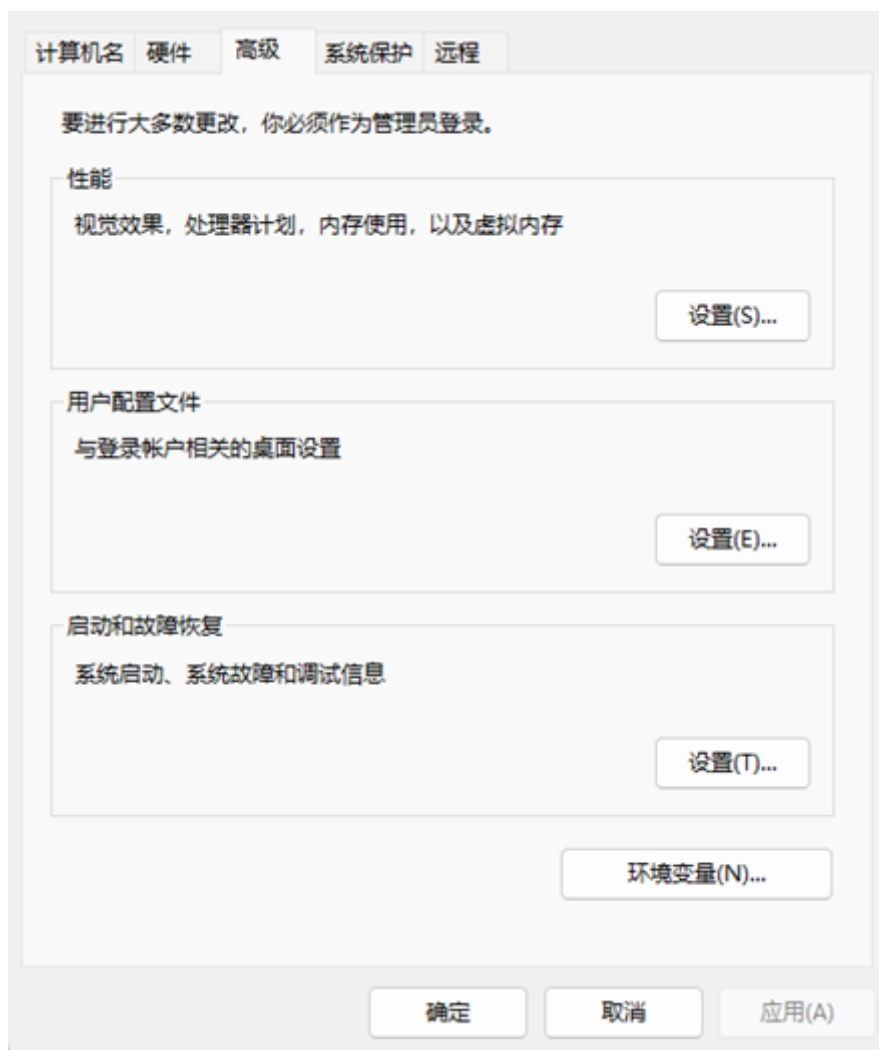 计算机名 硬件 高级 系统保护 远程
要进行大多数更改，你必须作为管理员登录。
性能
视觉效果，处理器计划，内存使用，以及虚拟内存
设置(S)...
用户配置文件
与登录帐户相关的桌面设置
设置(E)...
启动和故障恢复
系统启动、系统故障和调试信息
设置(T)...
环境变量(N)...
确定 取消 应用(A)